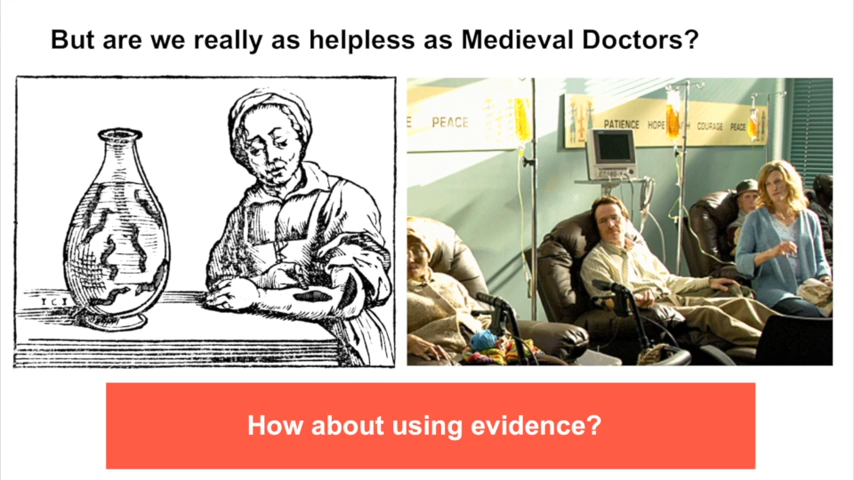 But are we really as helpless as Medieval Doctors?
PEACE
PATIENCE HOPE COURAGE PEACE
How about using evidence?